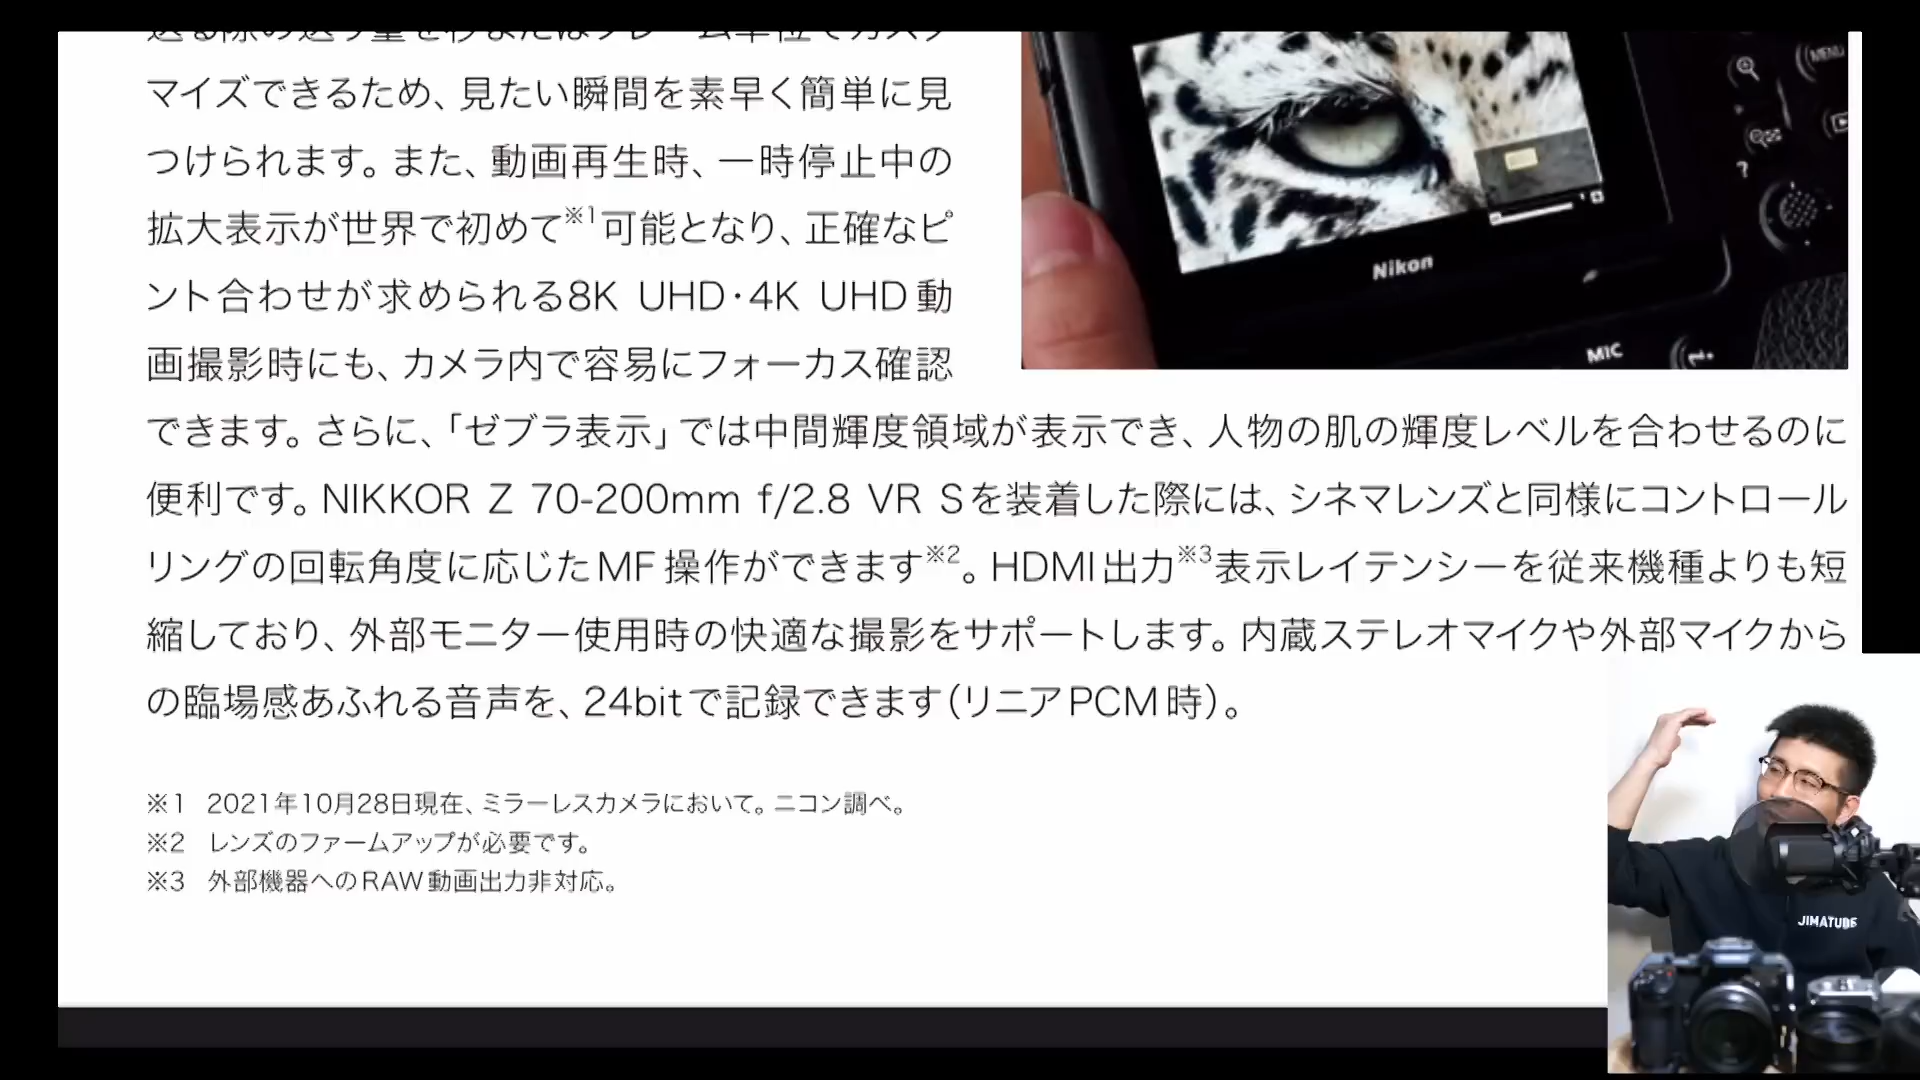 マイズできるため、見たい瞬間を素早く簡単に見
つけられます。また、動画再生時、一時停止中の
拡大表示が世界で初めて※1可能となり、正確なピ
ント合わせが求められる8K UHD・4K UHD動
画撮影時にも、カメラ内で容易にフォーカス確認
できます。さらに、「ゼブラ表示」では中間輝度領域が表示でき、人物の肌の輝度レベルを合わせるのに
便利です。NIKKOR Z 70-200mm f/2.8 VR Sを装着した際には、シネマレンズと同様にコントロール
リングの回転角度に応じたMF操作ができます※2。HDMI出力※3表示レイテンシーを従来機種よりも短
縮しており、外部モニター使用時の快適な撮影をサポートします。内蔵ステレオマイクや外部マイクから
の臨場感あふれる音声を、24bitで記録できます（リニアPCM時）。
※1 2021年10月28日現在、ミラーレスカメラにおいて。ニコン調べ。
※2 レンズのファームアップが必要です。
※3 外部機器へのRAW動画出力非対応。
MENU
?
Nikon
MIC
JIMATUBE